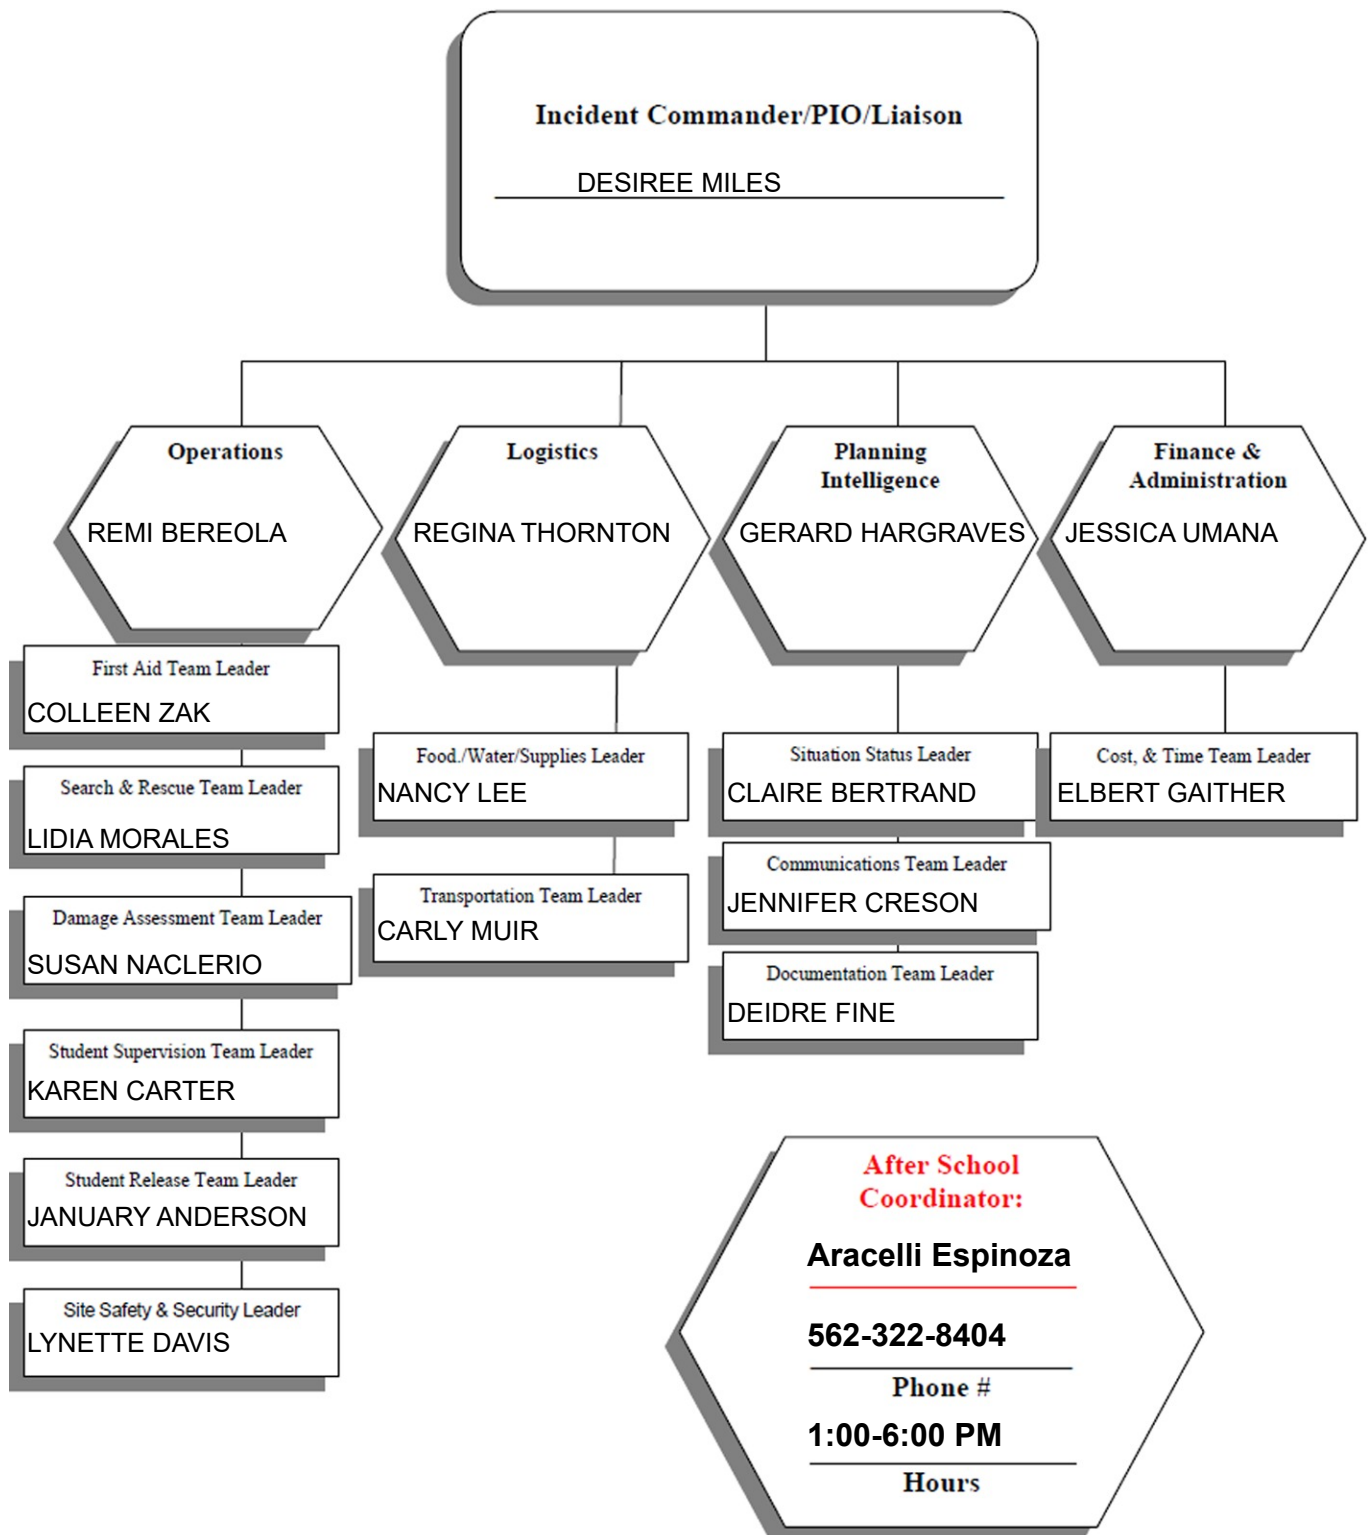 Incident Commander/PIO/Liaison
DESIREE MILES
Operations
REMI BEREOLA
Logistics
REGINA THORNTON
Planning
Intelligence
GERARD HARGRAVES
Finance &
Administration
JESSICA UMANA
First Aid Team Leader
COLLEEN ZAK
Search & Rescue Team Leader
LIDIA MORALES
Damage Assessment Team Leader
SUSAN NACLERIO
Student Supervision Team Leader
KAREN CARTER
Student Release Team Leader
JANUARY ANDERSON
Site Safety & Security Leader
LYNETTE DAVIS
Food./Water/Supplies Leader
NANCY LEE
Transportation Team Leader
CARLY MUIR
Situation Status Leader
CLAIRE BERTRAND
Communications Team Leader
JENNIFER CRESON
Documentation Team Leader
DEIDRE FINE
Cost, & Time Team Leader
ELBERT GAITHER
After School
Coordinator:
Aracelli Espinoza
562-322-8404
Phone #
1:00-6:00 PM
Hours